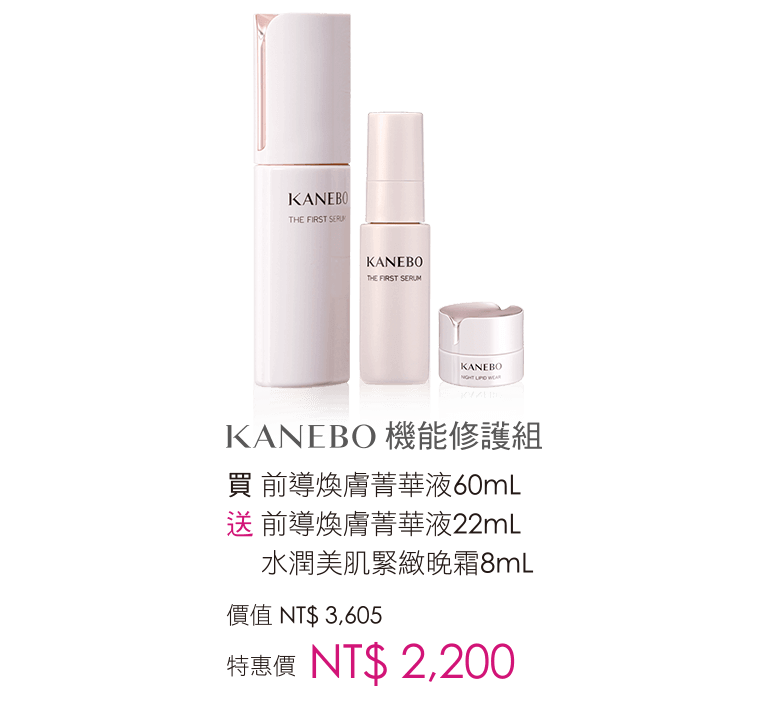 KANEBO
THE FIRST SERUM
KANEBO
THE FIRST SERUM
KANEBO
NIGHT LIPID WEAR
KANEBO 機能修護組
買 前導煥膚菁華液60mL
送 前導煥膚菁華液22mL
水潤美肌緊緻晚霜8mL
價值 NT$ 3,605
特惠價 NT$ 2,200